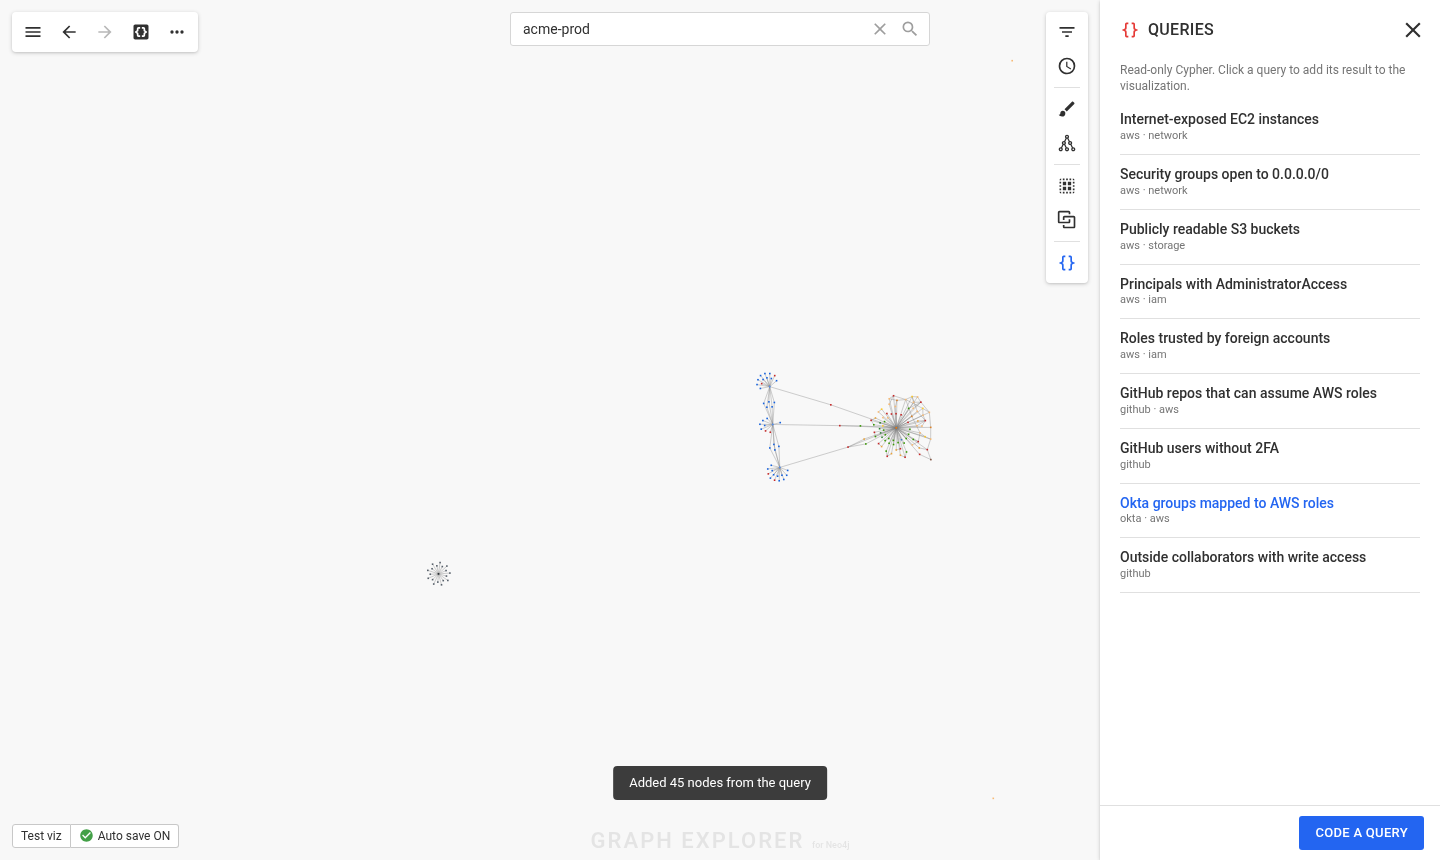 acme-prod
QUERIES
Read-only Cypher. Click a query to add its result to the
visualization.
Internet-exposed EC2 instances
aws · network
Security groups open to 0.0.0.0/0
aws · network
Publicly readable S3 buckets
aws · storage
Principals with AdministratorAccess
aws · iam
Roles trusted by foreign accounts
aws · iam
GitHub repos that can assume AWS roles
github · aws
GitHub users without 2FA
github
Okta groups mapped to AWS roles
okta · aws
Outside collaborators with write access
github
Added 45 nodes from the query
Test viz
Auto save ON
GRAPH EXPLORER for Neo4j
CODE A QUERY